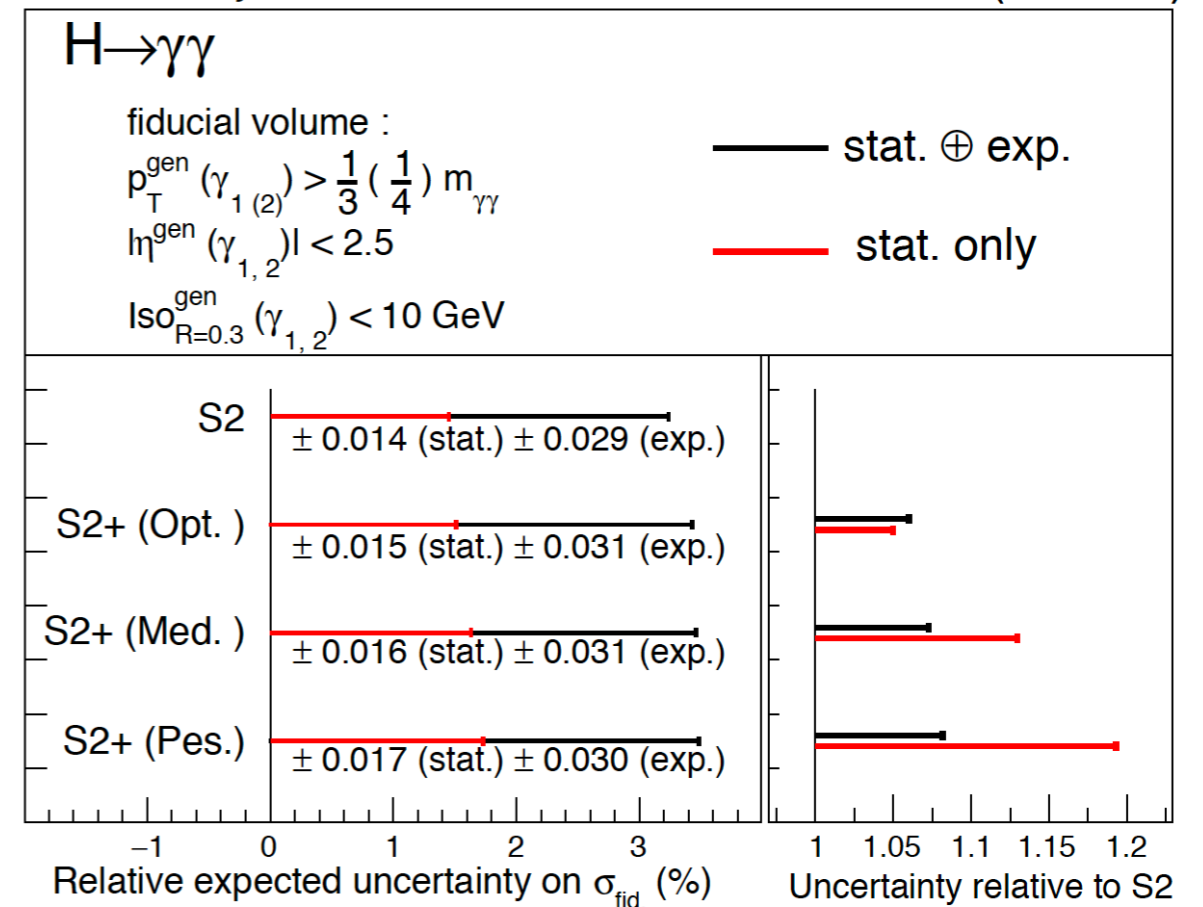 H→γγ
fiducial volume :
p_T^gen (γ_1 (2)) > 1/3 ( 1/4 ) m_γγ
|η^gen (γ_1, 2)| < 2.5
Iso_R=0.3^gen (γ_1, 2) < 10 GeV
stat. ⊕ exp.
stat. only
S2
± 0.014 (stat.) ± 0.029 (exp.)
S2+ (Opt. )
± 0.015 (stat.) ± 0.031 (exp.)
S2+ (Med. )
± 0.016 (stat.) ± 0.031 (exp.)
S2+ (Pes.)
± 0.017 (stat.) ± 0.030 (exp.)
−1 0 1 2 3
Relative expected uncertainty on σ_fid (%)
1 1.05 1.1 1.15 1.2
Uncertainty relative to S2